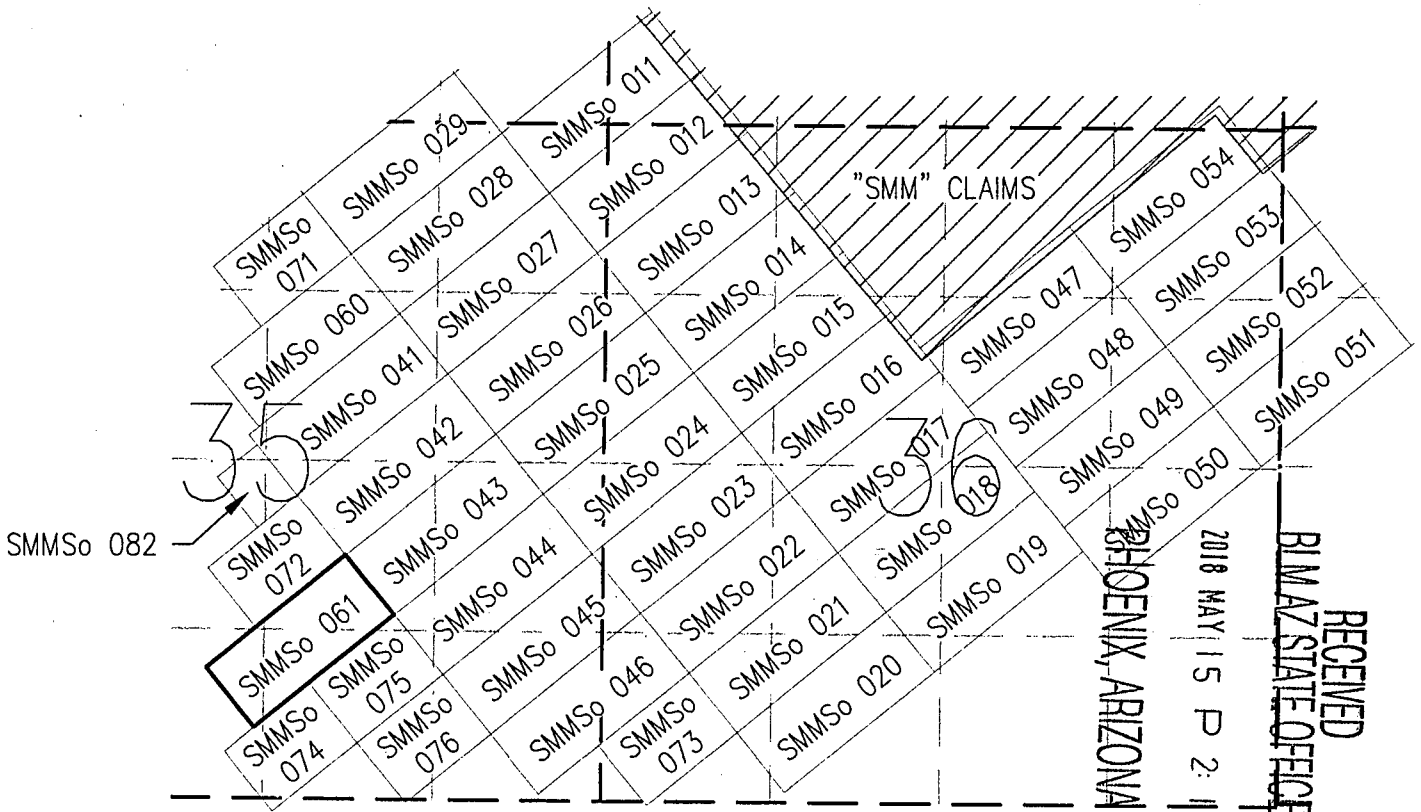 SMMSo 011
SMMSo 029
SMMSo 012
SMMSo 028
SMMSo 054
"SMM" CLAIMS
SMMSo 013
SMMSo 071
SMMSo 027
SMMSo 053
SMMSo 014
SMMSo 047
SMMSo 060
SMMSo 026
SMMSo 052
SMMSo 015
SMMSo 048
SMMSo 041
SMMSo 025
SMMSo 051
SMMSo 016
SMMSo 049
SMMSo 042
SMMSo 024
35
36
SMMSo 017
SMMSo 050
SMMSo 043
SMMSo 023
SMMSo 018
SMMSo 082
SMMSo 072
SMMSo 044
SMMSo 022
SMMSo 019
SMMSo 061
SMMSo 045
SMMSo 021
SMMSo 075
SMMSo 046
SMMSo 020
SMMSo 074
SMMSo 076
SMMSo 073
RECEIVED
BLM AZ STATE OFFICE
2018 MAY 15 P 2:
PHOENIX, ARIZONA